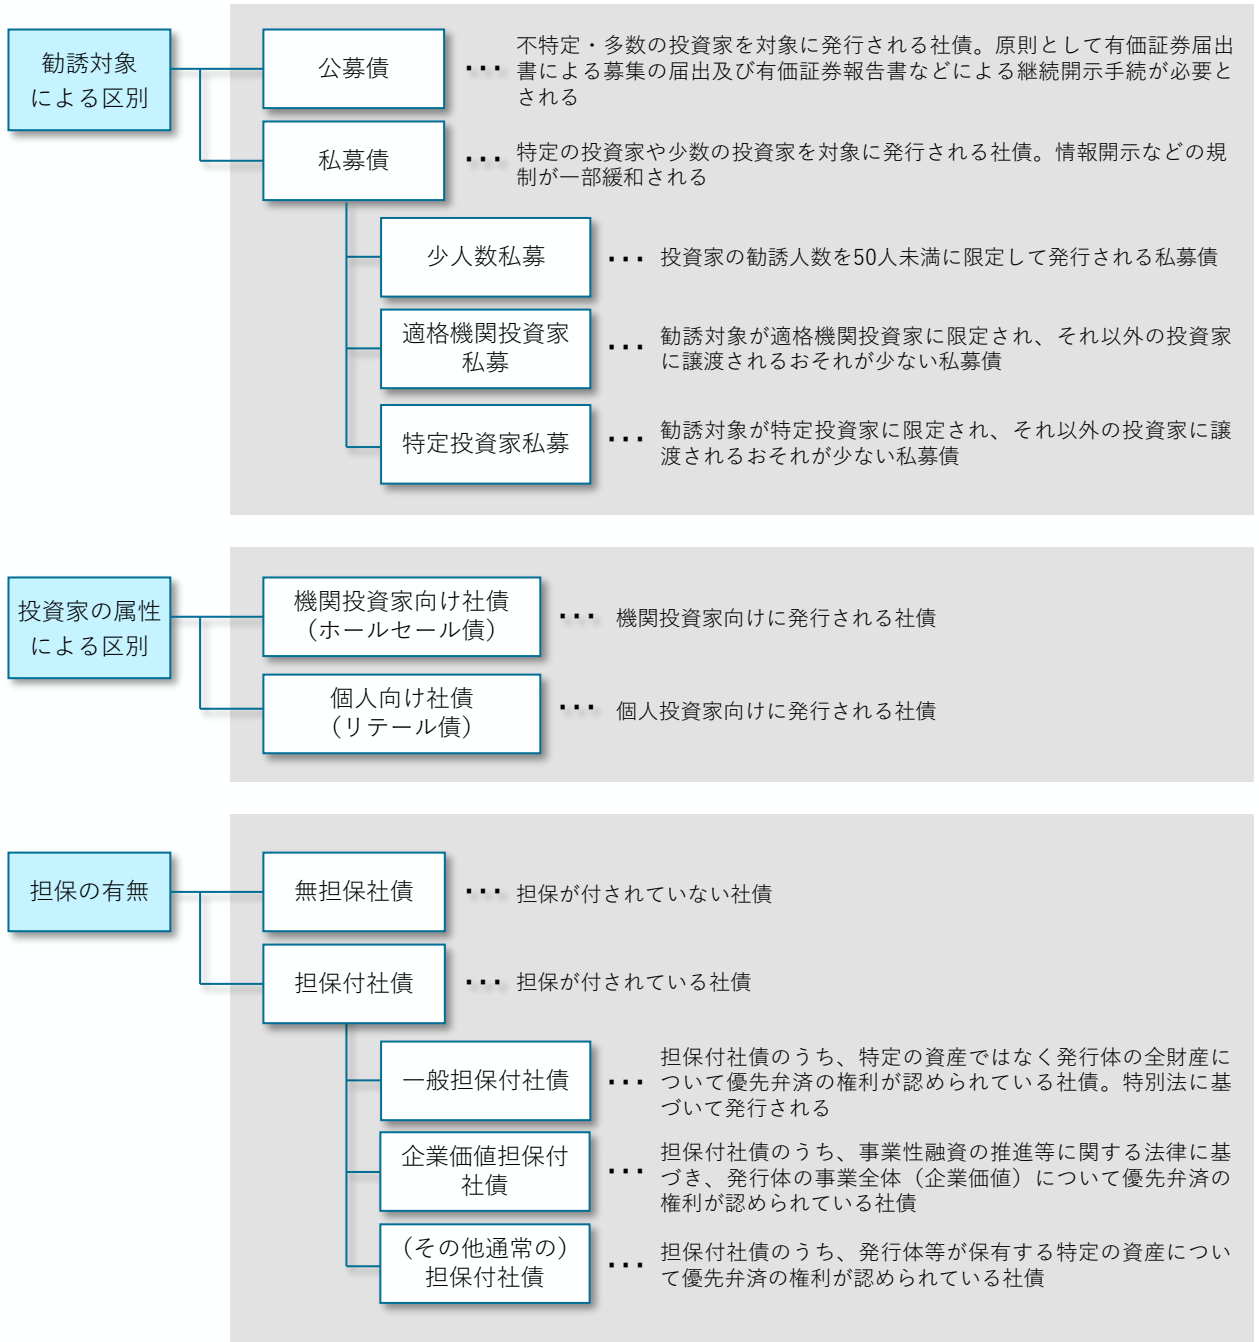 勧誘対象
による区別
公募債
･･･
不特定・多数の投資家を対象に発行される社債。原則として有価証券届出
書による募集の届出及び有価証券報告書などによる継続開示手続が必要と
される
私募債
･･･
特定の投資家や少数の投資家を対象に発行される社債。情報開示などの規
制が一部緩和される
少人数私募
･･･
投資家の勧誘人数を50人未満に限定して発行される私募債
適格機関投資家
私募
･･･
勧誘対象が適格機関投資家に限定され、それ以外の投資家
に譲渡されるおそれが少ない私募債
特定投資家私募
･･･
勧誘対象が特定投資家に限定され、それ以外の投資家に譲
渡されるおそれが少ない私募債
投資家の属性
による区別
機関投資家向け社債
（ホールセール債）
･･･
機関投資家向けに発行される社債
個人向け社債
（リテール債）
･･･
個人投資家向けに発行される社債
担保の有無
無担保社債
･･･
担保が付されていない社債
担保付社債
･･･
担保が付されている社債
一般担保付社債
･･･
担保付社債のうち、特定の資産ではなく発行体の全財産に
ついて優先弁済の権利が認められている社債。特別法に基
づいて発行される
企業価値担保付
社債
･･･
担保付社債のうち、事業性融資の推進等に関する法律に基
づき、発行体の事業全体（企業価値）について優先弁済の
権利が認められている社債
（その他通常の）
担保付社債
･･･
担保付社債のうち、発行体等が保有する特定の資産につい
て優先弁済の権利が認められている社債